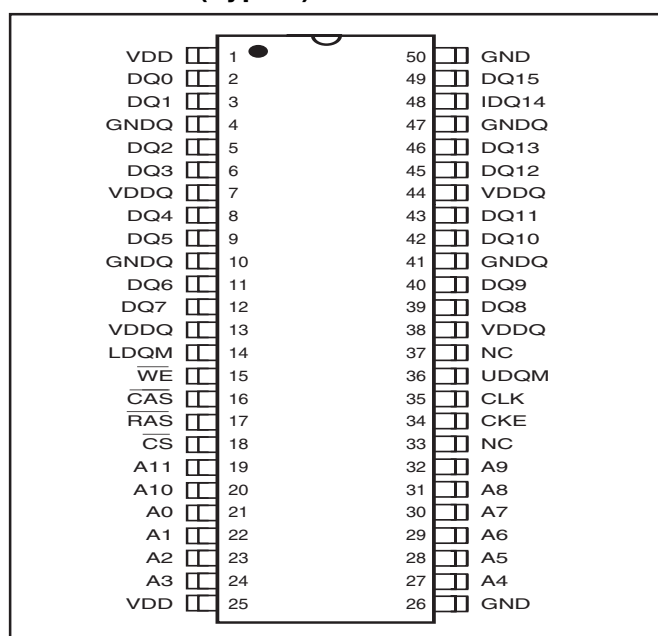 VDD 1 50 GND
DQ0 2 49 DQ15
DQ1 3 48 IDQ14
GNDQ 4 47 GNDQ
DQ2 5 46 DQ13
DQ3 6 45 DQ12
VDDQ 7 44 VDDQ
DQ4 8 43 DQ11
DQ5 9 42 DQ10
GNDQ 10 41 GNDQ
DQ6 11 40 DQ9
DQ7 12 39 DQ8
VDDQ 13 38 VDDQ
LDQM 14 37 NC
WE 15 36 UDQM
CAS 16 35 CLK
RAS 17 34 CKE
CS 18 33 NC
A11 19 32 A9
A10 20 31 A8
A0 21 30 A7
A1 22 29 A6
A2 23 28 A5
A3 24 27 A4
VDD 25 26 GND